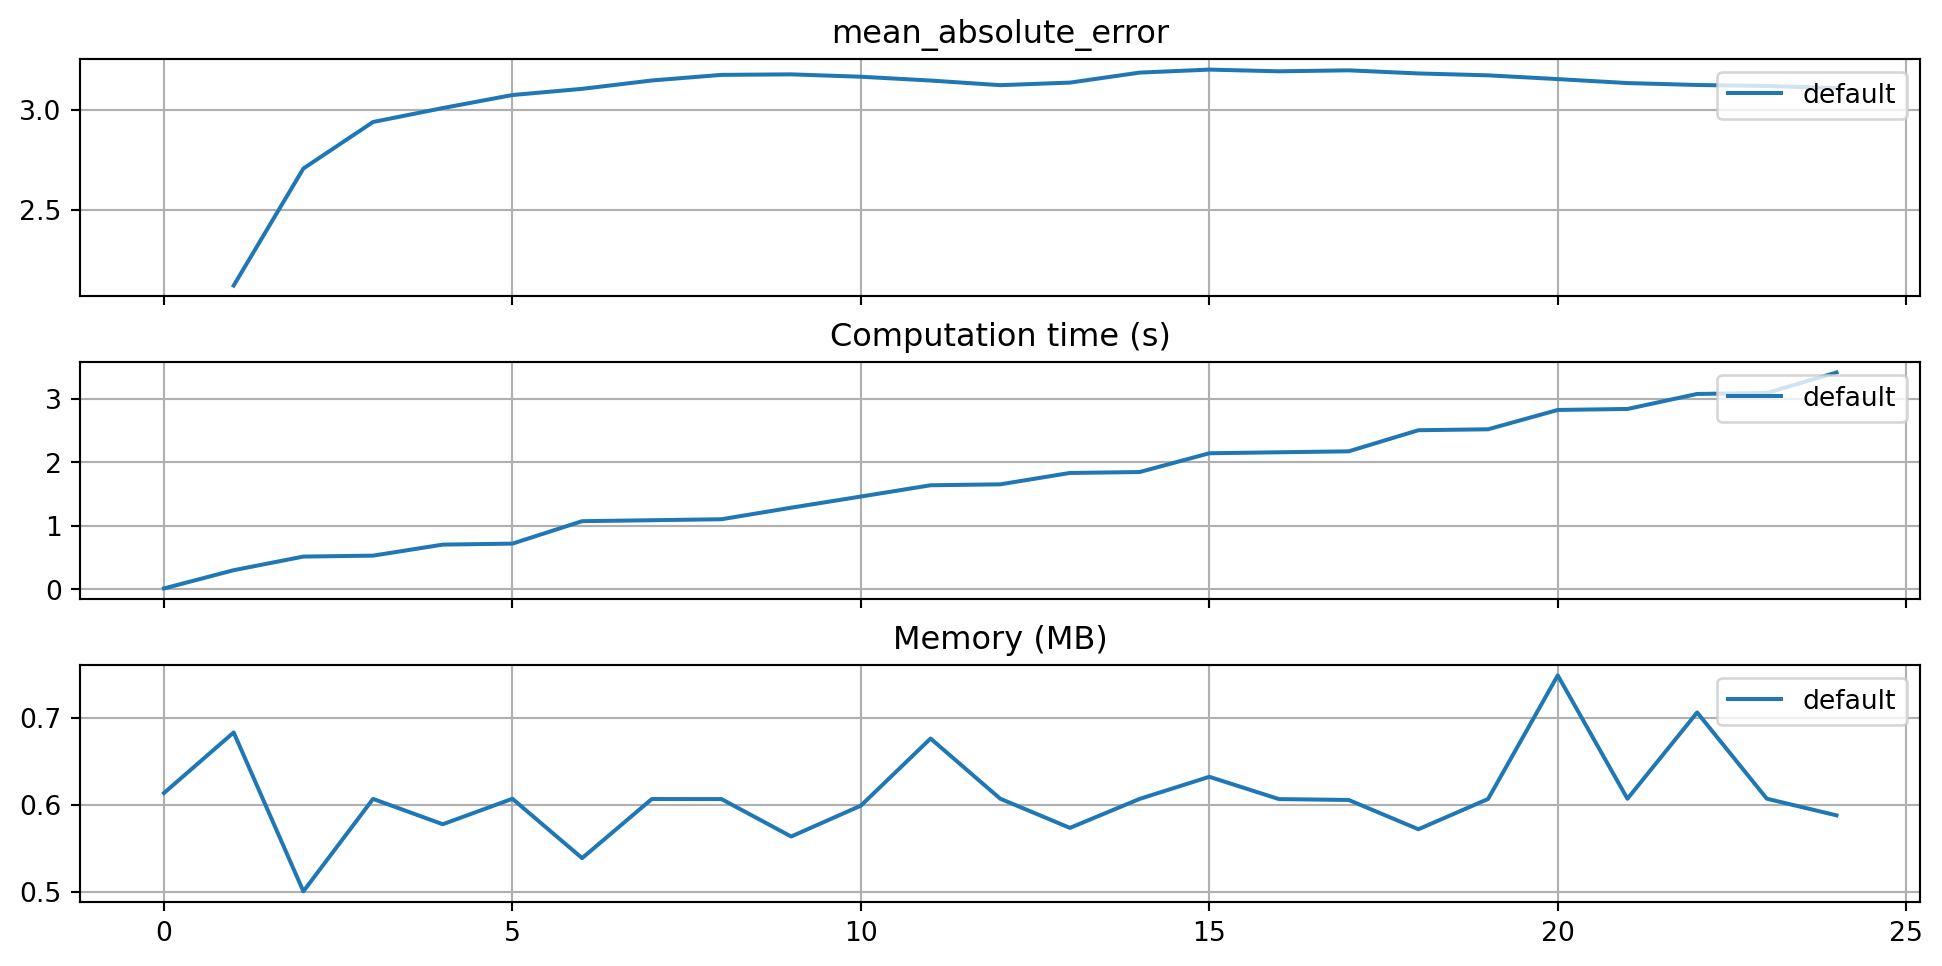 mean_absolute_error
3.0
2.5
default
Computation time (s)
3
2
1
0
default
Memory (MB)
0.7
0.6
0.5
default
0 5 10 15 20 25